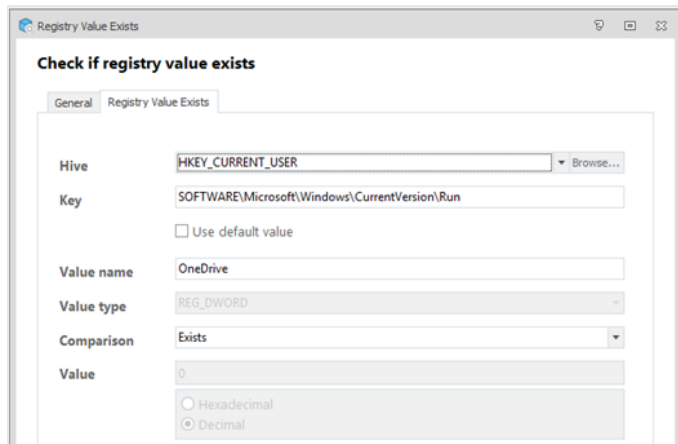 Registry Value Exists
Check if registry value exists
General Registry Value Exists
Hive HKEY_CURRENT_USER Browse...
Key SOFTWARE\Microsoft\Windows\CurrentVersion\Run
Use default value
Value name OneDrive
Value type REG_DWORD
Comparison Exists
Value 0
Hexadecimal
Decimal